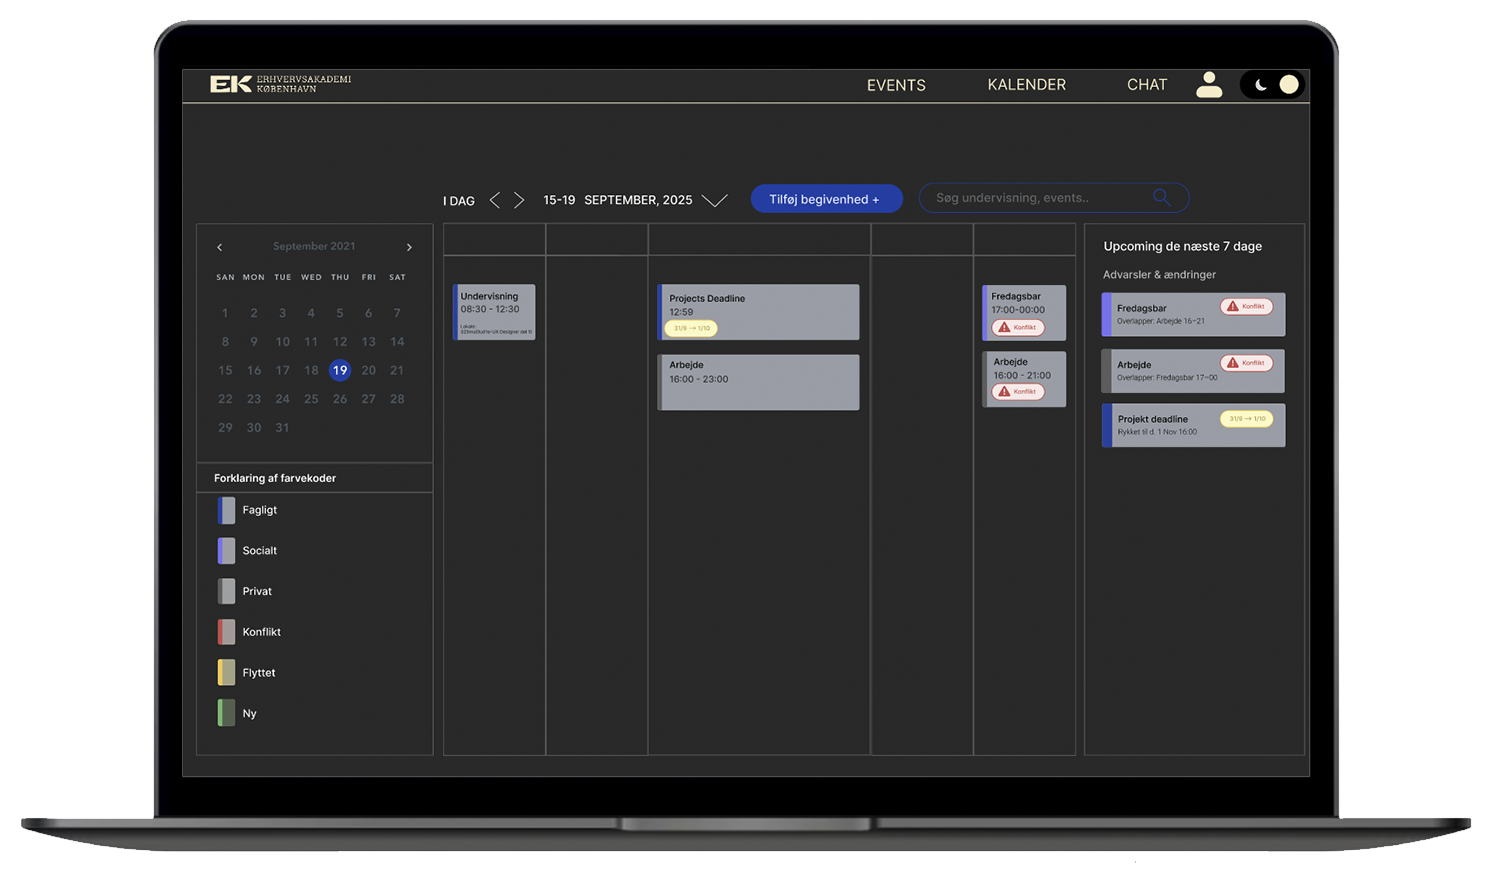 EK ERHVERVSAKADEMI
KØBENHAVN
EVENTS
KALENDER
CHAT
I DAG
15-19 SEPTEMBER, 2025
Tilføj begivenhed +
Søg undervisning, events..
September 2021
SAN MON TUE WED THU FRI SAT
1 2 3 4 5 6 7
8 9 10 11 12 13 14
15 16 17 18 19 20 21
22 23 24 25 26 27 28
29 30 31
Forklaring af farvekoder
Fagligt
Socialt
Privat
Konflikt
Flyttet
Ny
Undervisning
08:30 - 12:30
Lokale:
Projects Deadline
12:59
31/9 → 1/10
Arbejde
16:00 - 23:00
Fredagsbar
17:00-00:00
Konflikt
Arbejde
16:00 - 21:00
Konflikt
Upcoming de næste 7 dage
Advarsler & ændringer
Fredagsbar
Konflikt
Overlapper: Arbejde 16-21
Arbejde
Konflikt
Overlapper: Fredagsbar 17-00
Projekt deadline
31/9 → 1/10
Rykket til d. 1 Nov 16:00